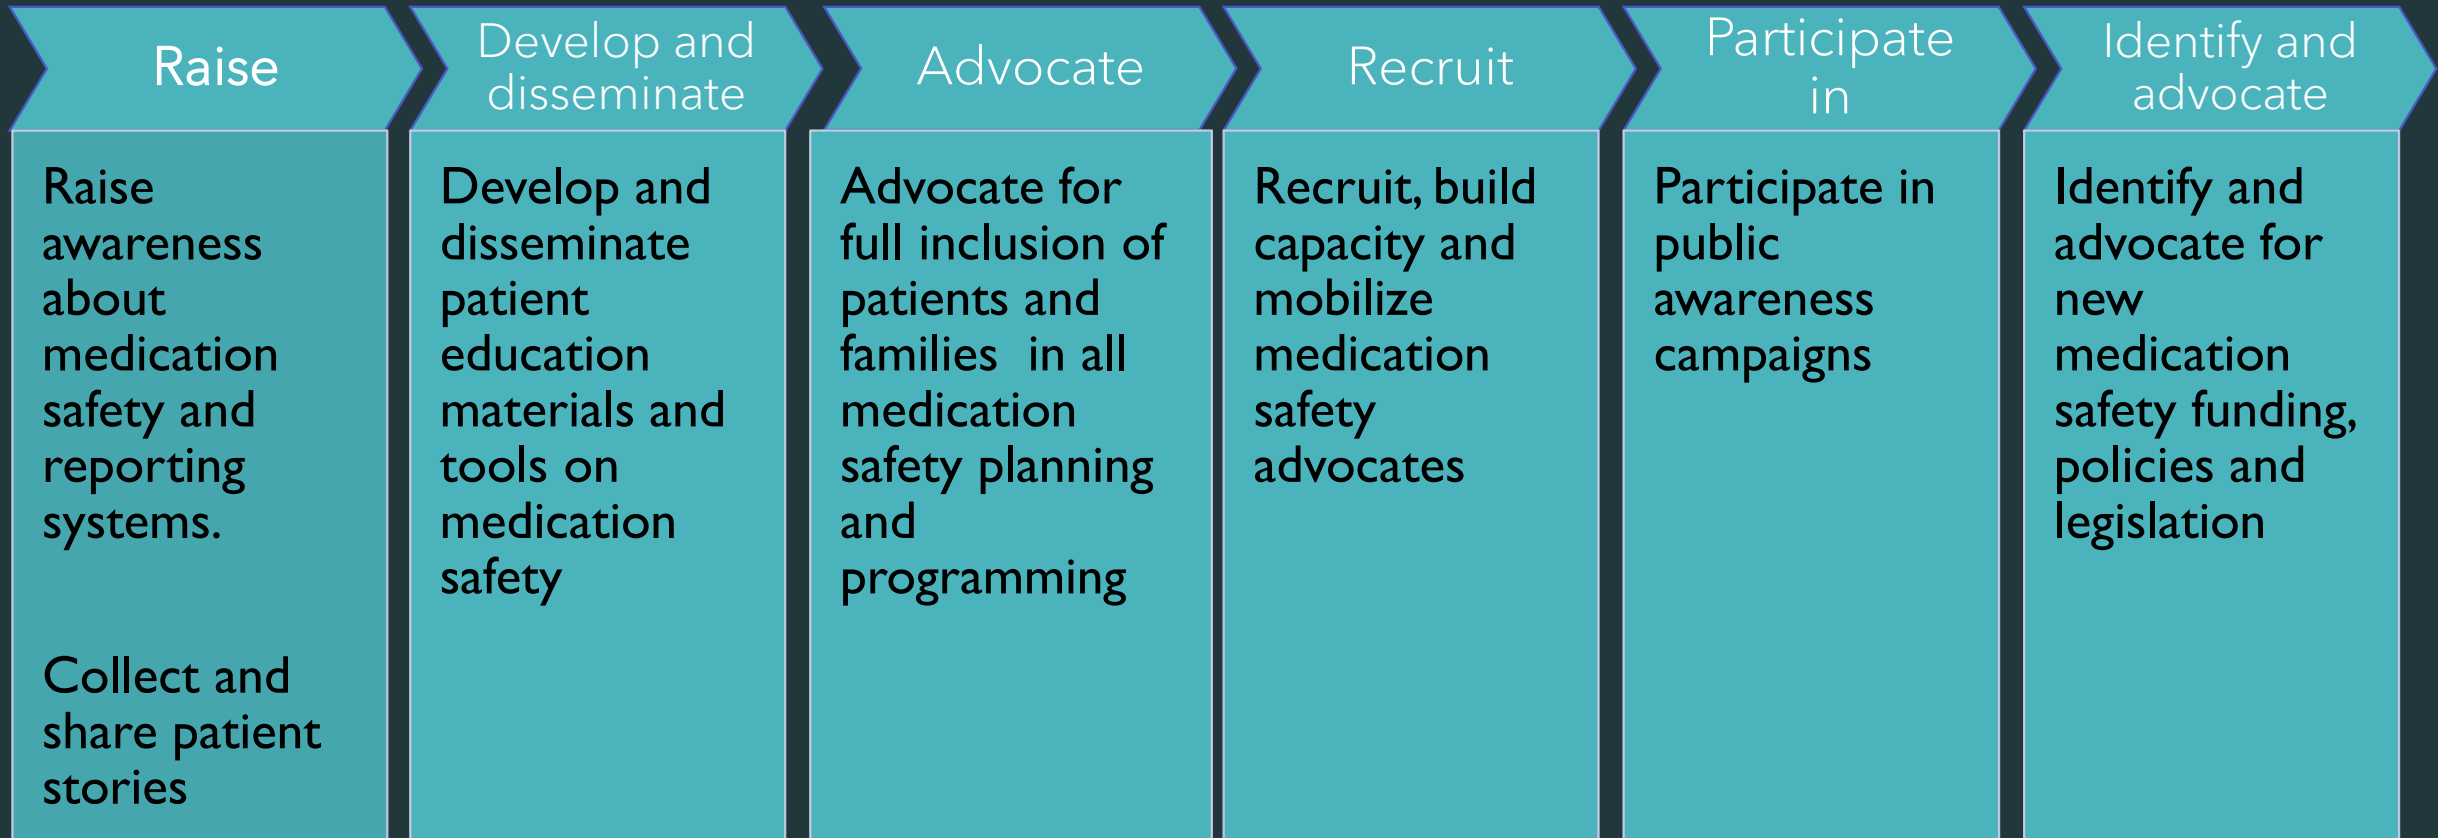 Raise
Raise
awareness
about
medication
safety and
reporting
systems.
Collect and
share patient
stories
Develop and
disseminate
Develop and
disseminate
patient
education
materials and
tools on
medication
safety
Advocate
Advocate for
full inclusion of
patients and
families  in all
medication
safety planning
and
programming
Recruit
Recruit, build
capacity and
mobilize
medication
safety
advocates
Participate
in
Participate in
public
awareness
campaigns
Identify and
advocate
Identify and
advocate for
new
medication
safety funding,
policies and
legislation